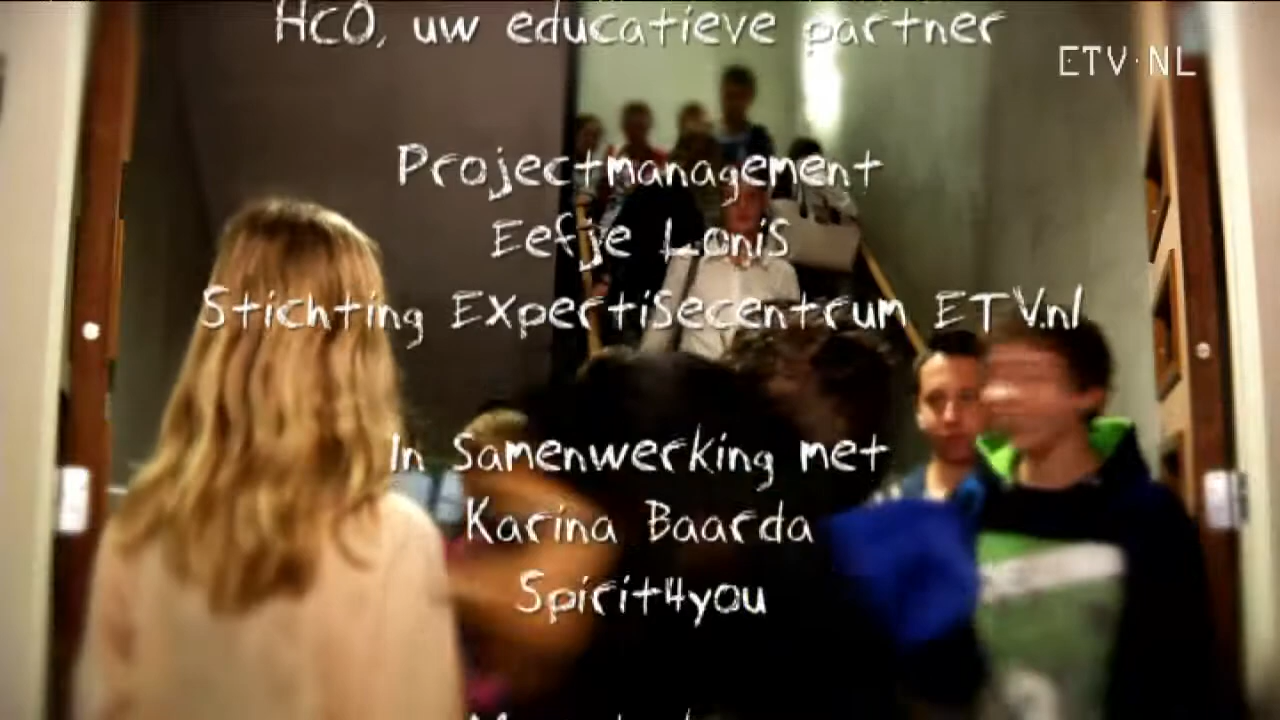 HCO, uw educatieve partner
ETV.NL
Projectmanagement
Eefje Lonis
Stichting Expertisecentrum ETV.nl
In samenwerking met
Karina Baarda
Spirit4you